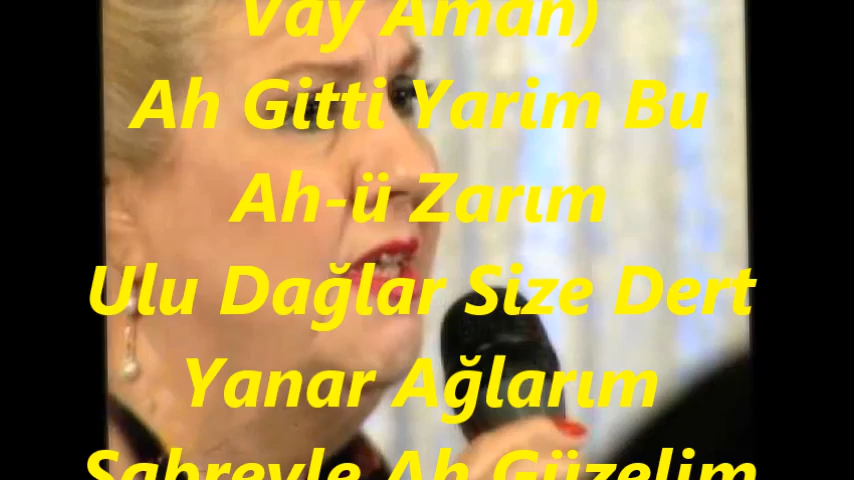 Vay Aman)
Ah Gitti Yarim Bu
Ah-ü Zarım
Ulu Dağlar Size Dert
Yanar Ağlarım
Sabreyle Ah Güzelim